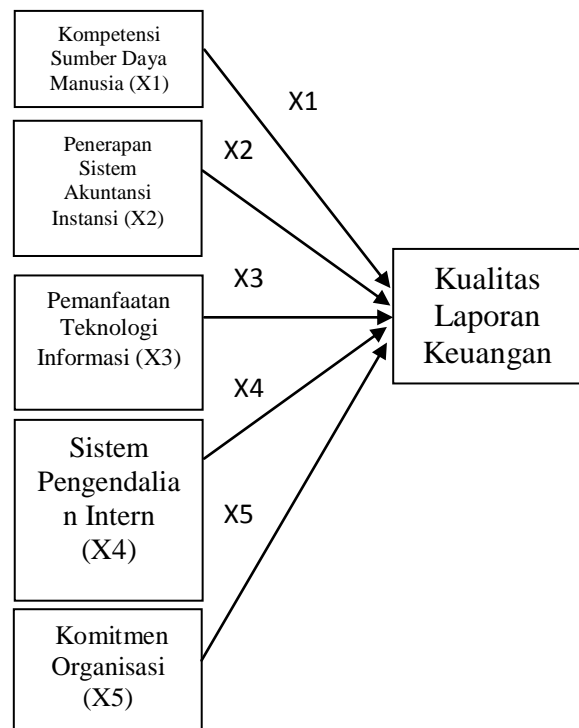 Kompetensi
Sumber Daya
Manusia (X1)
X1
Penerapan
Sistem
Akuntansi
Instansi (X2)
X2
Pemanfaatan
Teknologi
Informasi (X3)
X3
Sistem
Pengendalia
n Intern
(X4)
X4
Komitmen
Organisasi
(X5)
X5
Kualitas
Laporan
Keuangan